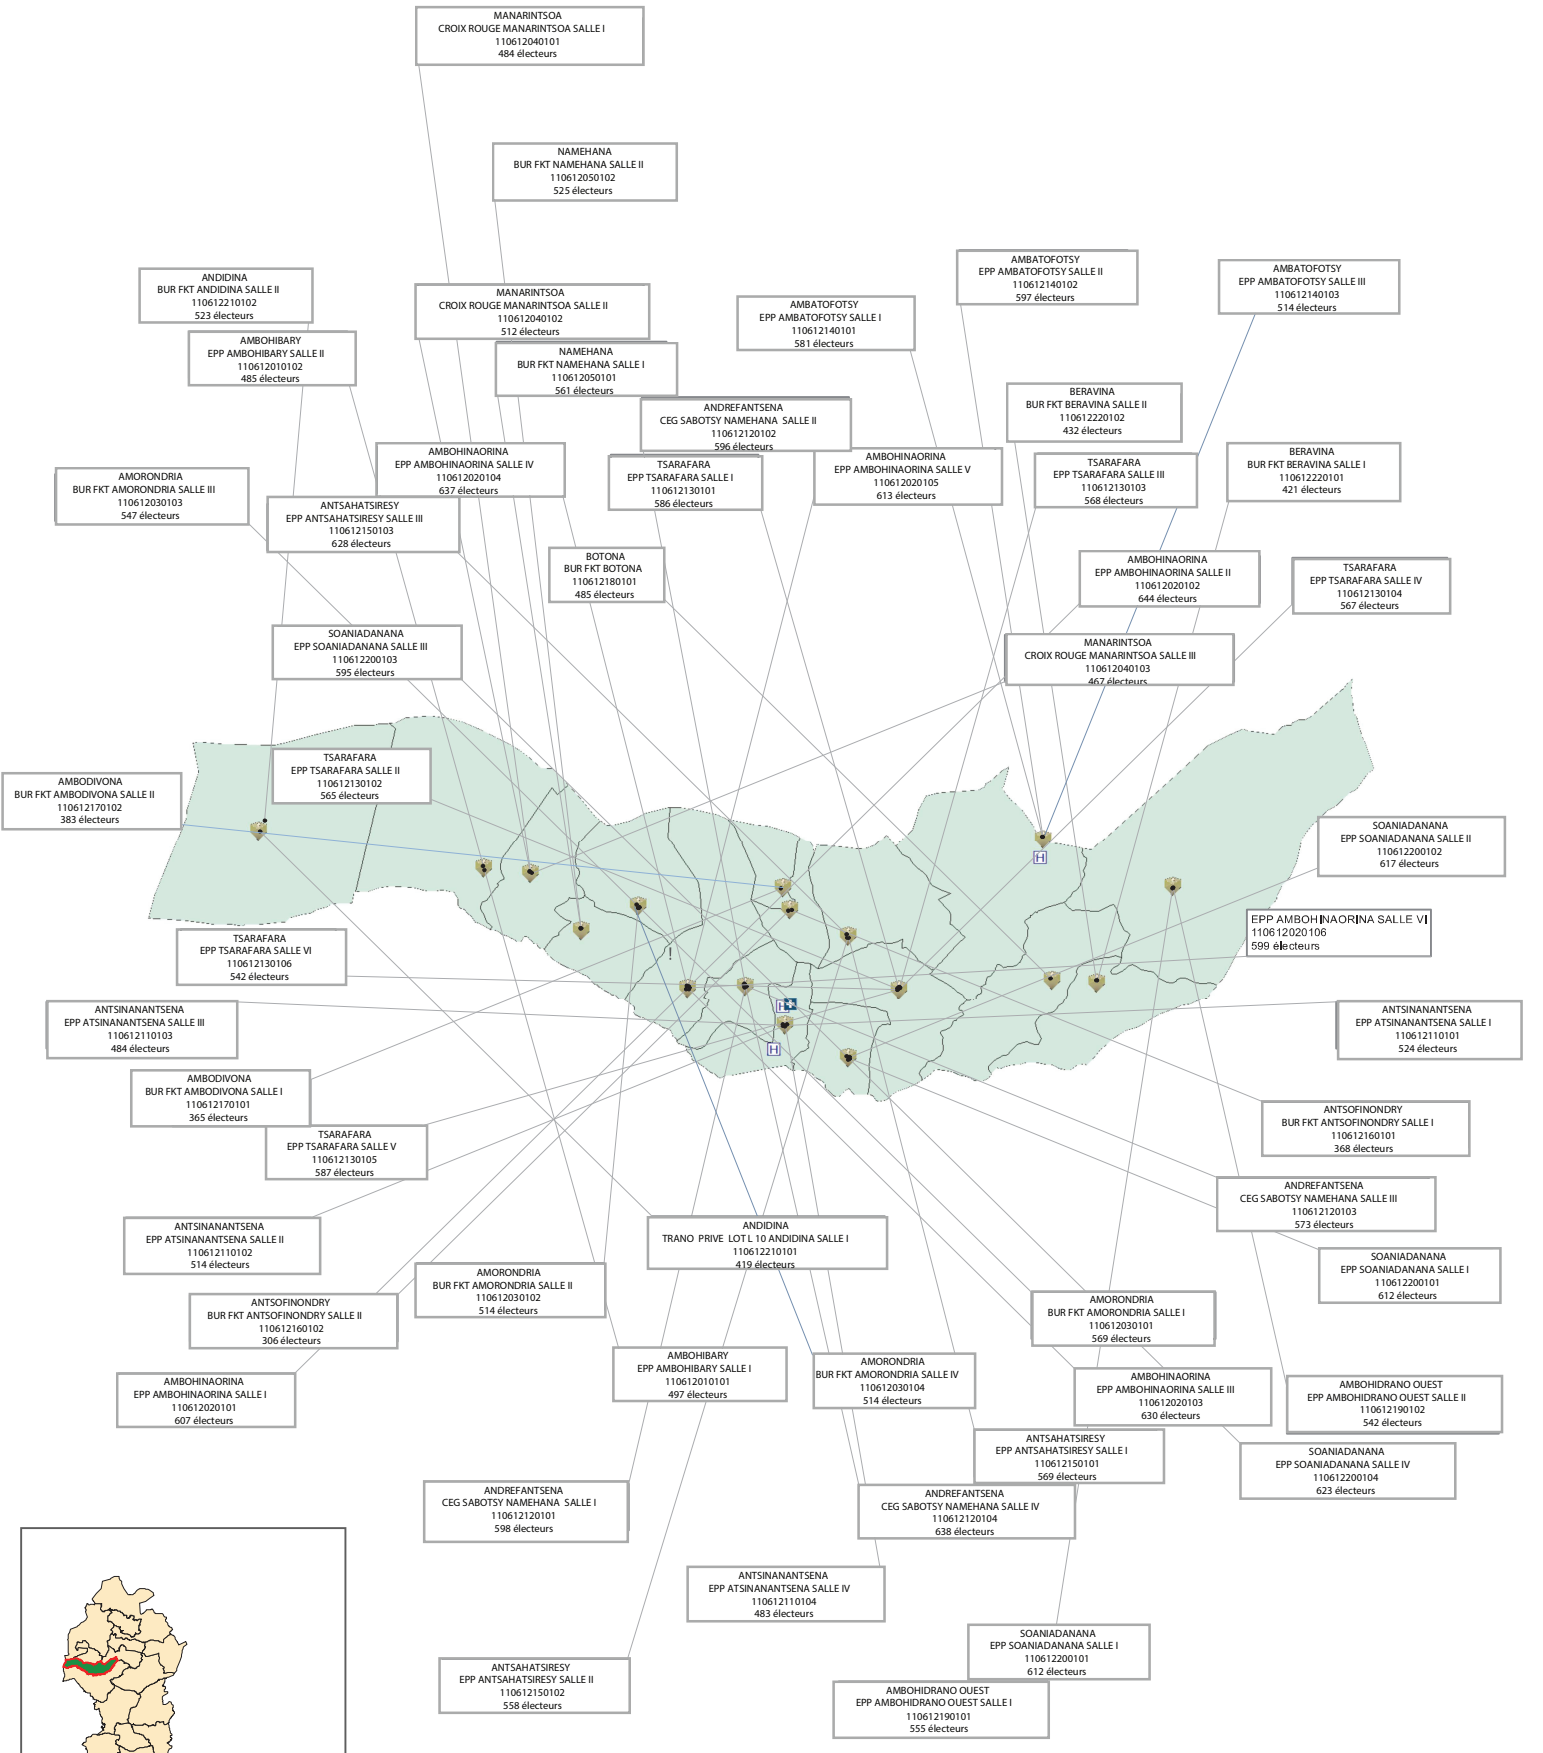 MANARINTSOA
CROIX ROUGE MANARINTSOA SALLE I
110612040101
484 électeurs
NAMEHANA
BUR FKT NAMEHANA SALLE II
110612050102
525 électeurs
ANDIDINA
BUR FKT ANDIDINA SALLE II
110612210102
523 électeurs
MANARINTSOA
CROIX ROUGE MANARINTSOA SALLE II
110612040102
512 électeurs
AMBATOFOTSY
EPP AMBATOFOTSY SALLE I
110612140101
581 électeurs
AMBATOFOTSY
EPP AMBATOFOTSY SALLE II
110612140102
597 électeurs
AMBATOFOTSY
EPP AMBATOFOTSY SALLE III
110612140103
514 électeurs
AMBOHIBARY
EPP AMBOHIBARY SALLE II
110612010102
485 électeurs
NAMEHANA
BUR FKT NAMEHANA SALLE I
110612050101
561 électeurs
ANDREFANTSENA
CEG SABOTSY NAMEHANA SALLE II
110612120102
596 électeurs
BERAVINA
BUR FKT BERAVINA SALLE II
110612220102
432 électeurs
AMORONDRIA
BUR FKT AMORONDRIA SALLE III
110612030103
547 électeurs
AMBOHINAORINA
EPP AMBOHINAORINA SALLE IV
110612020104
637 électeurs
TSARAFARA
EPP TSARAFARA SALLE I
110612130101
586 électeurs
AMBOHINAORINA
EPP AMBOHINAORINA SALLE V
110612020105
613 électeurs
TSARAFARA
EPP TSARAFARA SALLE III
110612130103
568 électeurs
BERAVINA
BUR FKT BERAVINA SALLE I
110612220101
421 électeurs
ANTSAHATSIRESY
EPP ANTSAHATSIRESY SALLE III
110612150103
628 électeurs
BOTONA
BUR FKT BOTONA
110612180101
485 électeurs
AMBOHINAORINA
EPP AMBOHINAORINA SALLE II
110612020102
644 électeurs
TSARAFARA
EPP TSARAFARA SALLE IV
110612130104
567 électeurs
SOANIADANANA
EPP SOANIADANANA SALLE III
110612200103
595 électeurs
MANARINTSOA
CROIX ROUGE MANARINTSOA SALLE III
110612040103
467 électeurs
TSARAFARA
EPP TSARAFARA SALLE II
110612130102
565 électeurs
AMBODIVONA
BUR FKT AMBODIVONA SALLE II
110612170102
383 électeurs
SOANIADANANA
EPP SOANIADANANA SALLE II
110612200102
617 électeurs
H
EPP AMBOHINAORINA SALLE VI
110612020106
599 électeurs
TSARAFARA
EPP TSARAFARA SALLE VI
110612130106
542 électeurs
!
H
H
ANTSINANANTSENA
EPP ATSINANANTSENA SALLE III
110612110103
484 électeurs
ANTSINANANTSENA
EPP ATSINANANTSENA SALLE I
110612110101
524 électeurs
AMBODIVONA
BUR FKT AMBODIVONA SALLE I
110612170101
365 électeurs
TSARAFARA
EPP TSARAFARA SALLE V
110612130105
587 électeurs
ANTSOFINONDRY
BUR FKT ANTSOFINONDRY SALLE I
110612160101
368 électeurs
ANDREFANTSENA
CEG SABOTSY NAMEHANA SALLE III
110612120103
573 électeurs
ANTSINANANTSENA
EPP ATSINANANTSENA SALLE II
110612110102
514 électeurs
ANDIDINA
TRANO PRIVE LOT L 10 ANDIDINA SALLE I
110612210101
419 électeurs
SOANIADANANA
EPP SOANIADANANA SALLE I
110612200101
612 électeurs
AMORONDRIA
BUR FKT AMORONDRIA SALLE II
110612030102
514 électeurs
ANTSOFINONDRY
BUR FKT ANTSOFINONDRY SALLE II
110612160102
306 électeurs
AMORONDRIA
BUR FKT AMORONDRIA SALLE I
110612030101
569 électeurs
AMBOHINAORINA
EPP AMBOHINAORINA SALLE I
110612020101
607 électeurs
AMBOHIBARY
EPP AMBOHIBARY SALLE I
110612010101
497 électeurs
AMORONDRIA
BUR FKT AMORONDRIA SALLE IV
110612030104
514 électeurs
AMBOHINAORINA
EPP AMBOHINAORINA SALLE III
110612020103
630 électeurs
AMBOHIDRANO OUEST
EPP AMBOHIDRANO OUEST SALLE II
110612190102
542 électeurs
ANTSAHATSIRESY
EPP ANTSAHATSIRESY SALLE I
110612150101
569 électeurs
SOANIADANANA
EPP SOANIADANANA SALLE IV
110612200104
623 électeurs
ANDREFANTSENA
CEG SABOTSY NAMEHANA SALLE I
110612120101
598 électeurs
ANDREFANTSENA
CEG SABOTSY NAMEHANA SALLE IV
110612120104
638 électeurs
ANTSINANANTSENA
EPP ATSINANANTSENA SALLE IV
110612110104
483 électeurs
SOANIADANANA
EPP SOANIADANANA SALLE I
110612200101
612 électeurs
ANTSAHATSIRESY
EPP ANTSAHATSIRESY SALLE II
110612150102
558 électeurs
AMBOHIDRANO OUEST
EPP AMBOHIDRANO OUEST SALLE I
110612190101
555 électeurs